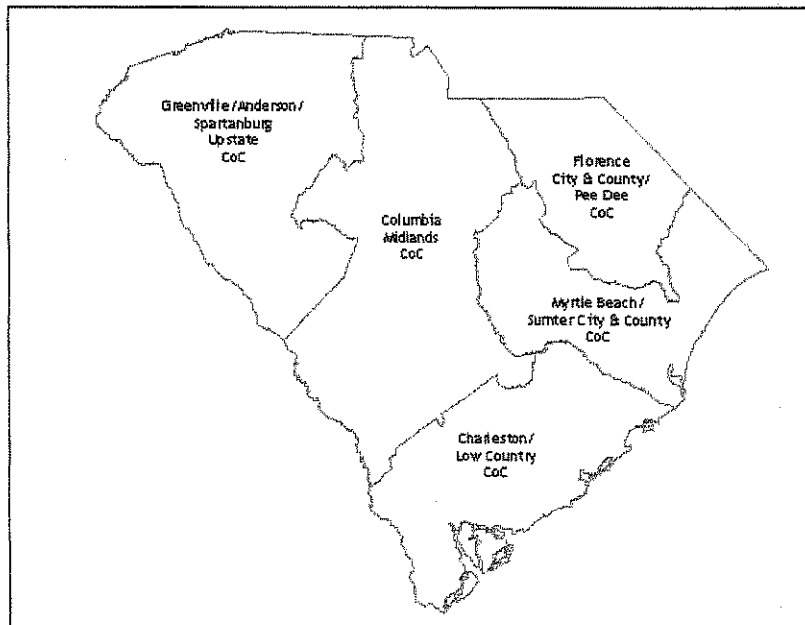 Greenville/Anderson/
Spartanburg
Upstate
CoC
Florence
City & County/
Pee Dee
CoC
Columbia
Midlands
CoC
Myrtle Beach/
Sumter City & County
CoC
Charleston/
Low Country
CoC